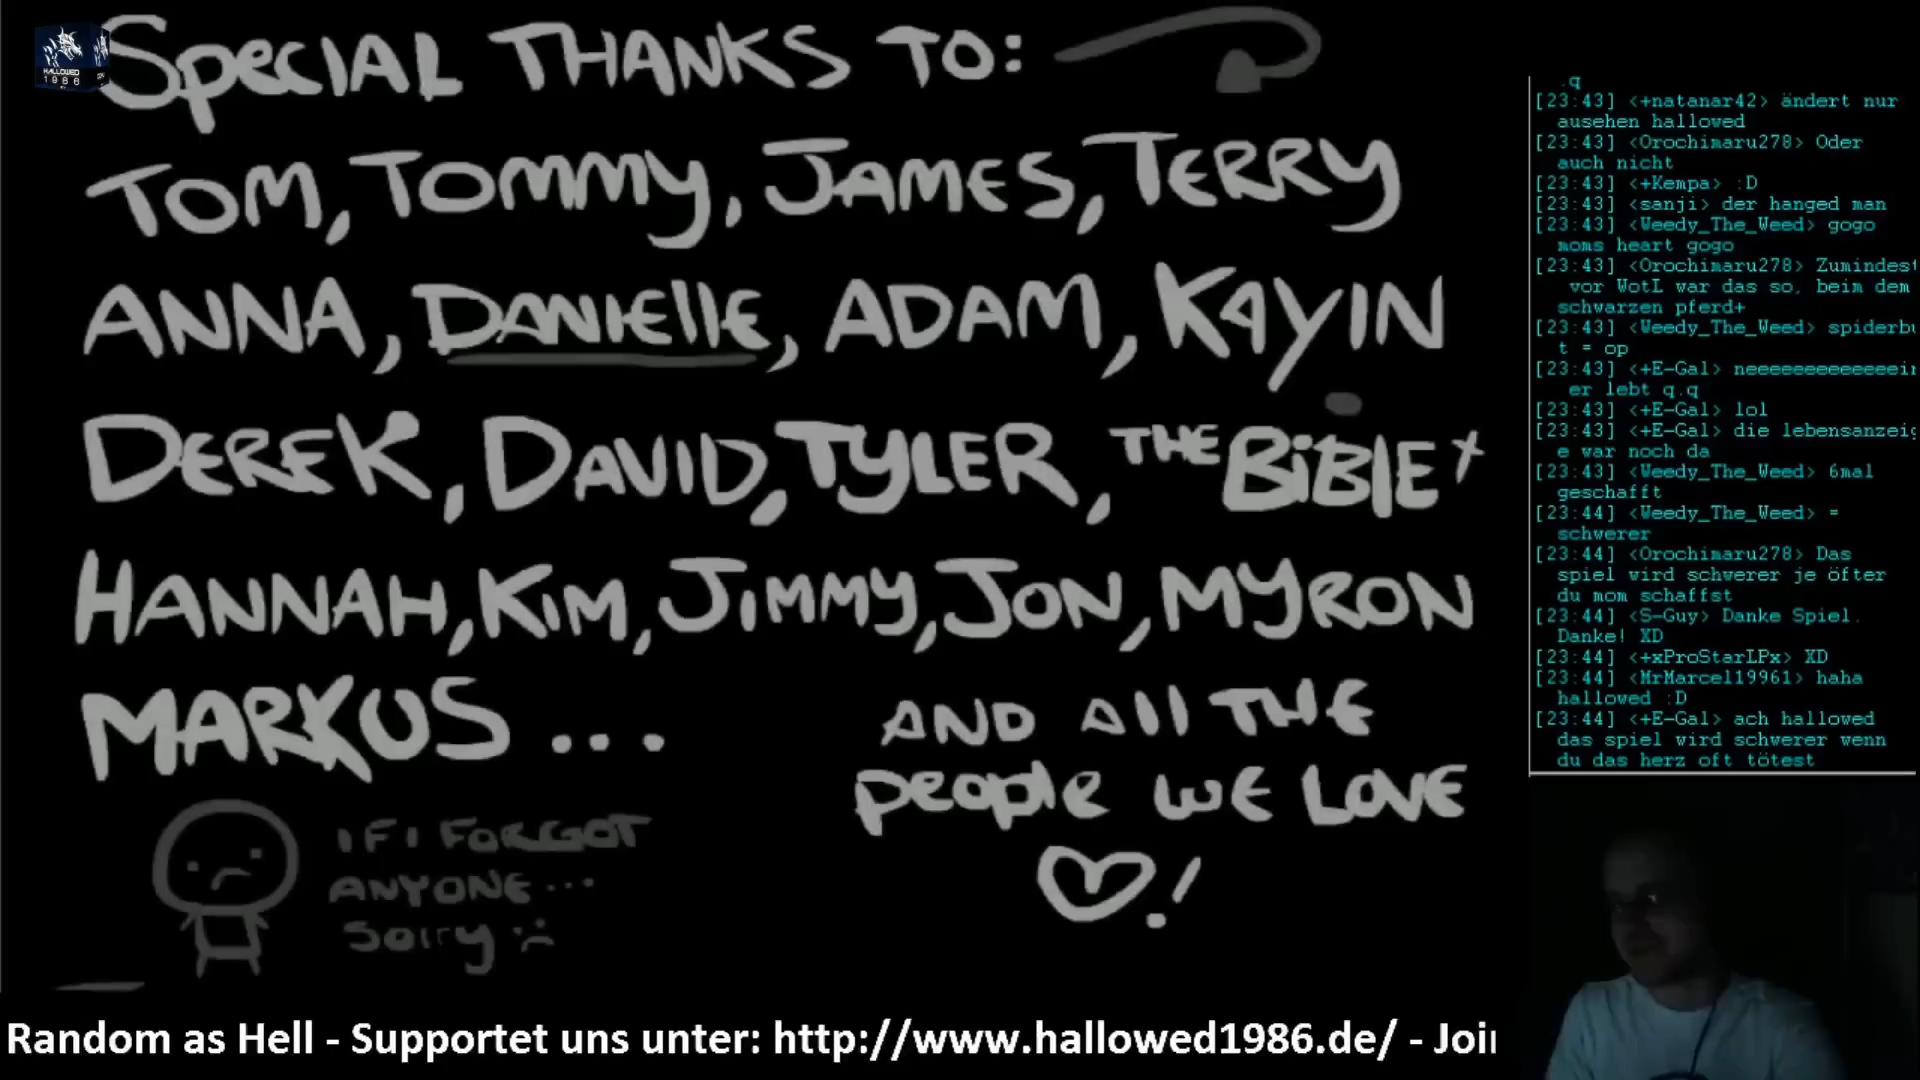 HALLOWED
1986
SpeciAL THANKS TO:
TOM, TOMMY, JAMES, TERRY
ANNA, DANIElle, ADAM, KAYIN
DEREK, DAVID, TYLER, THE BiBlE
HANNAH, KiM, JiMMY, JON, MYRON
MARKUS ...
AND All THE
people WE LOVE
!
IF I FORGOT
ANYONE ...
Sorry :(
Random as Hell - Supportet uns unter: http://www.hallowed1986.de/ - Join
.q
[23:43] <+natanar42> ändert nur
ausehen hallowed
[23:43] <Orochimaru278> Oder
auch nicht
[23:43] <+Kempa> :D
[23:43] <sanji> der hanged man
[23:43] <Weedy_The_Weed> gogo
moms heart gogo
[23:43] <Orochimaru278> Zumindest
vor WotL war das so, beim dem
schwarzen pferd+
[23:43] <Weedy_The_Weed> spiderbu
t = op
[23:43] <+E-Gal> neeeeeeeeeeeeein
er lebt q.q
[23:43] <+E-Gal> lol
[23:43] <+E-Gal> die lebensanzeig
e war noch da
[23:43] <Weedy_The_Weed> 6mal
geschafft
[23:44] <Weedy_The_Weed> =
schwerer
[23:44] <Orochimaru278> Das
spiel wird schwerer je öfter
du mom schaffst
[23:44] <S-Guy> Danke Spiel.
Danke! XD
[23:44] <+xProStarLPx> XD
[23:44] <MrMarcel19961> haha
hallowed :D
[23:44] <+E-Gal> ach hallowed
das spiel wird schwerer wenn
du das herz oft tötest